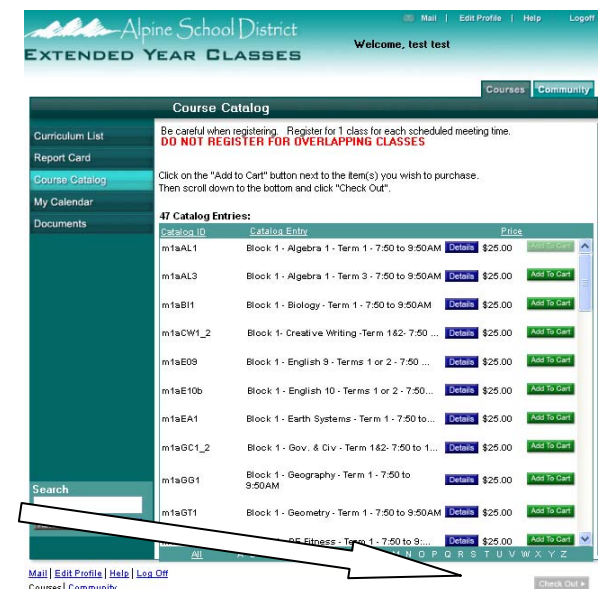 Mail | Edit Profile | Help Logoff
Alpine School District
EXTENDED YEAR CLASSES
Welcome, test test
Courses Community
Course Catalog
Curriculum List
Report Card
Course Catalog
My Calendar
Documents
Be careful when registering. Register for 1 class for each scheduled meeting time.
DO NOT REGISTER FOR OVERLAPPING CLASSES
Click on the "Add to Cart" button next to the item(s) you wish to purchase.
Then scroll down to the bottom and click "Check Out".
47 Catalog Entries:
Catalog ID Catalog Entry Price
m1aAL1 Block 1 - Algebra 1 - Term 1 - 7:50 to 9:50AM Details $25.00 Add To Cart
m1aAL3 Block 1 - Algebra 1 - Term 3 - 7:50 to 9:50AM Details $25.00 Add To Cart
m1aBI1 Block 1 - Biology - Term 1 - 7:50 to 9:50AM Details $25.00 Add To Cart
m1aCW1_2 Block 1- Creative Writing -Term 1&2- 7:50 ... Details $25.00 Add To Cart
m1aE09 Block 1 - English 9 - Terms 1 or 2 - 7:50 ... Details $25.00 Add To Cart
m1aE10b Block 1 - English 10 - Terms 1 or 2 - 7:50... Details $25.00 Add To Cart
m1aEA1 Block 1 - Earth Systems - Term 1 - 7:50 to... Details $25.00 Add To Cart
m1aGC1_2 Block 1 - Gov. & Civ - Term 1&2- 7:50 to 1... Details $25.00 Add To Cart
m1aGG1 Block 1 - Geography - Term 1 - 7:50 to
9:50AM Details $25.00 Add To Cart
Search
m1aGT1 Block 1 - Geometry - Term 1 - 7:50 to 9:50AM Details $25.00 Add To Cart
Fitness - Term 1 - 7:50 to 9:... Details $25.00 Add To Cart
All N O P Q R S T U V W X Y Z
Mail | Edit Profile | Help | Log Off
Courses | Community
Check Out